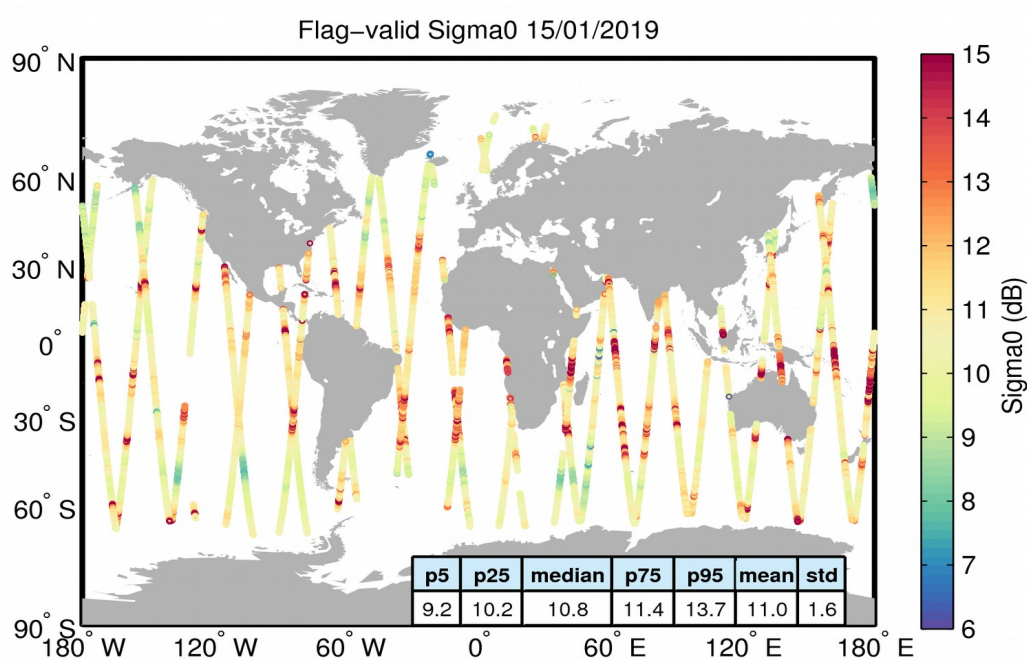 Flag−valid Sigma0 15/01/2019
90° N
60° N
30° N
0°
30° S
60° S
90° S
180° W
120° W
60° W
0°
60° E
120° E
180° E
15
14
13
12
11
10
9
8
7
6
Sigma0 (dB)
p5 p25 median p75 p95 mean std
9.2 10.2 10.8 11.4 13.7 11.0 1.6